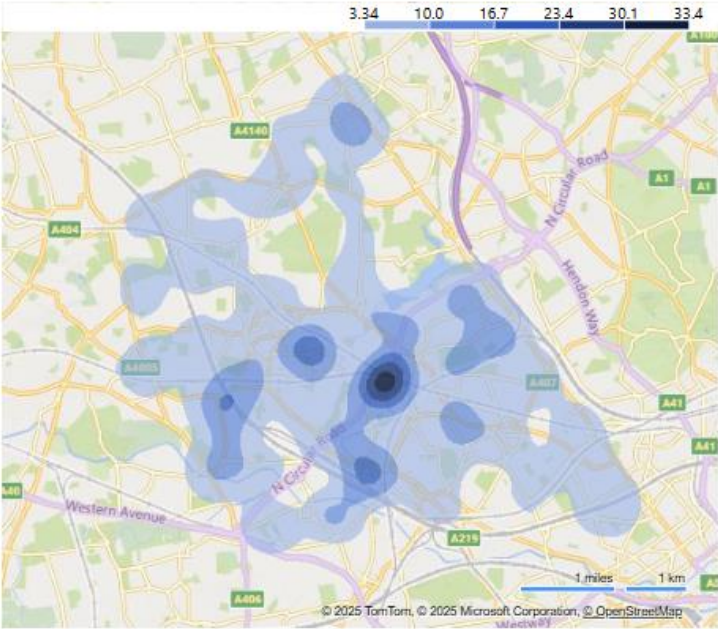 3.34 10.0 16.7 23.4 30.1 33.4
A4140
N Circular Road
A1 A1
A404
Hendon Way
A4005
A407
A41
A41
N Circular Road
A40
Western Avenue
A219
1 miles 1 km
A406
© 2025 TomTom, © 2025 Microsoft Corporation, © OpenStreetMap
Westway